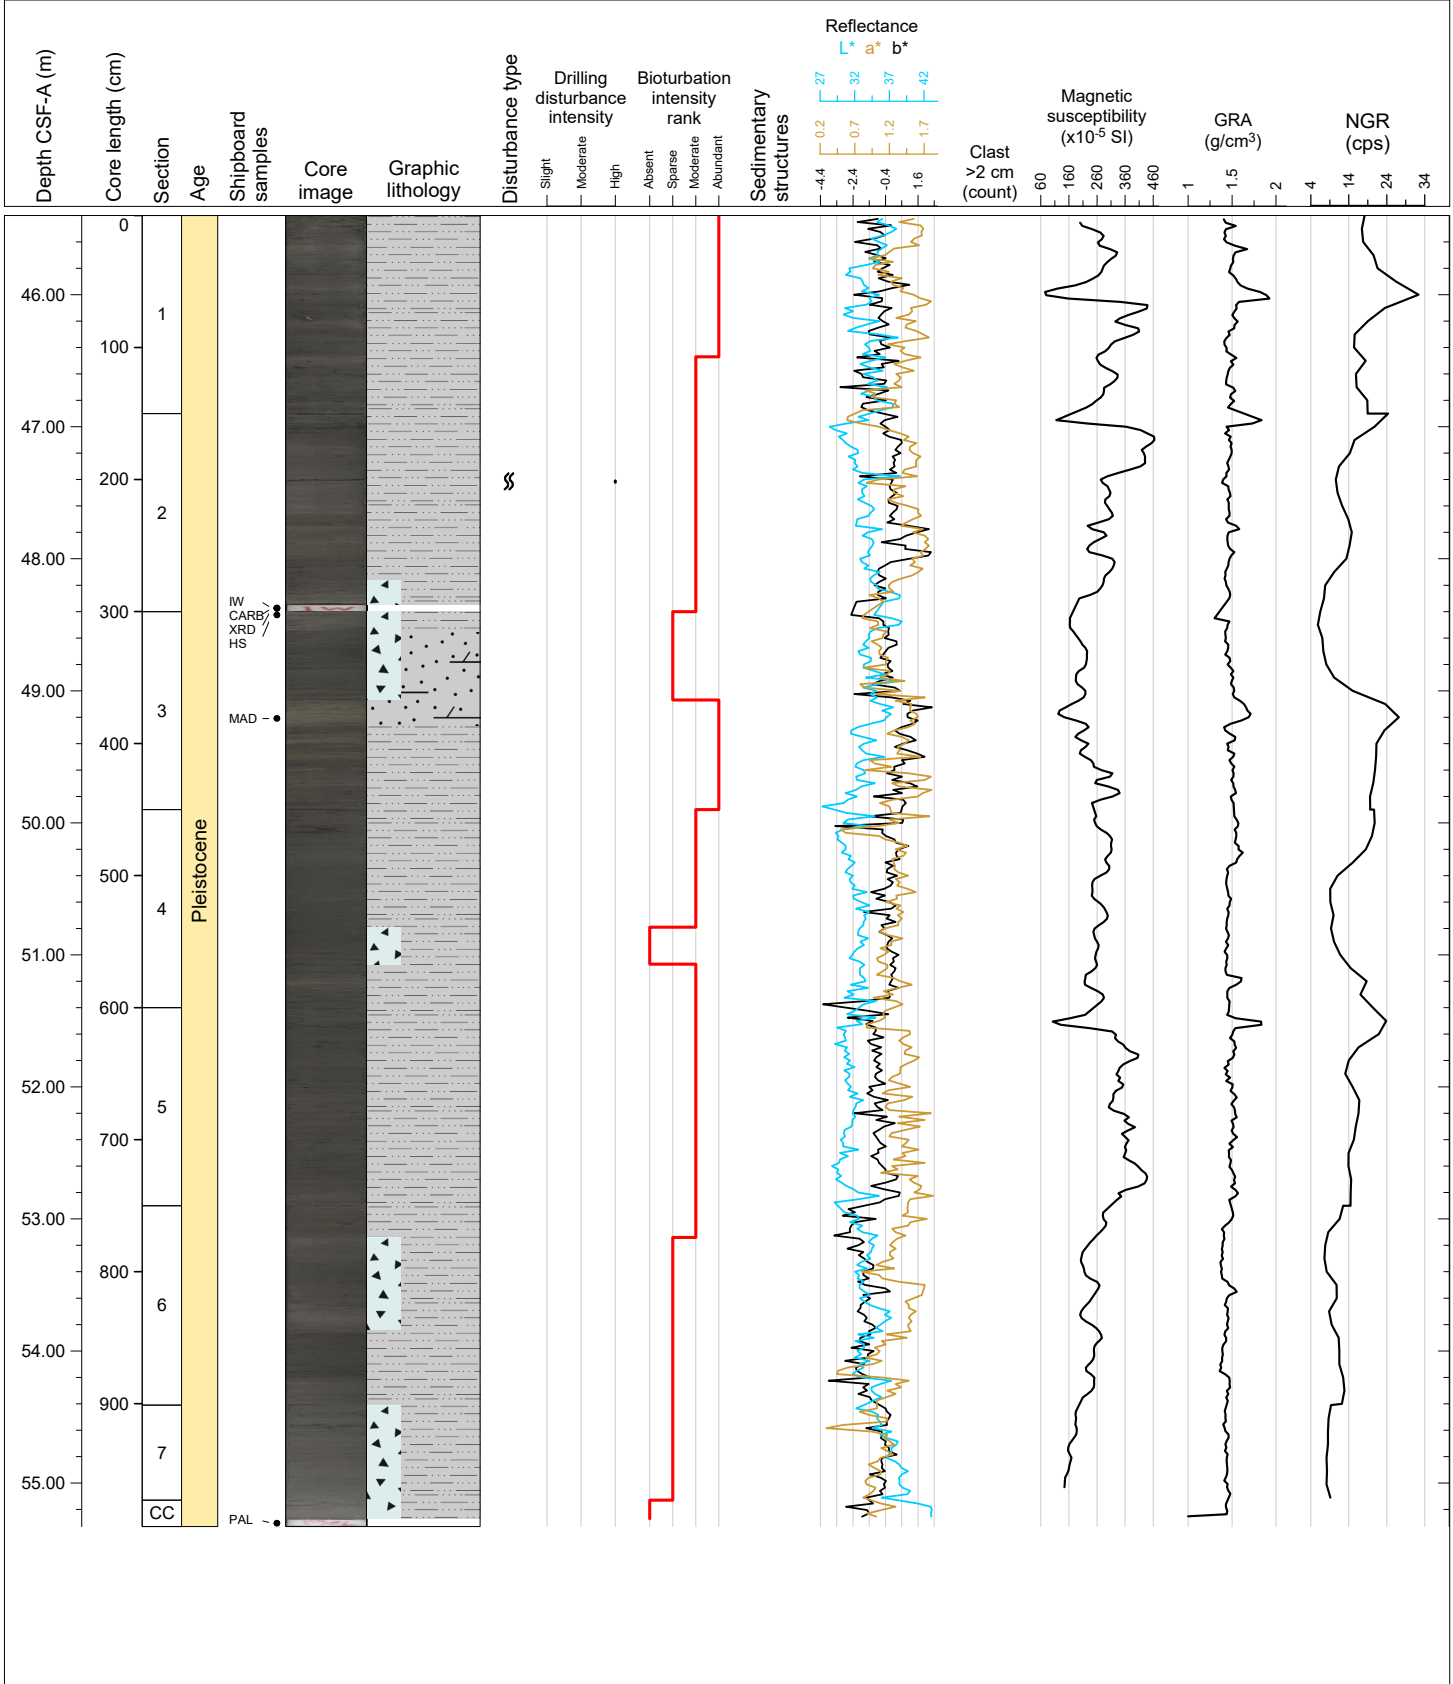 Depth CSF-A (m)
Core length (cm)
Section
Age
Shipboard
samples
Core
image
Graphic
lithology
Disturbance type
Drilling
disturbance
intensity
Slight
Moderate
High
Bioturbation
intensity
rank
Absent
Sparse
Moderate
Abundant
Sedimentary
structures
Reflectance
L* a* b*
27 32 37 42
0.2 0.7 1.2 1.7
-4.4 -2.4 -0.4 1.6
Clast
>2 cm
(count)
Magnetic
susceptibility
(x10-5 SI)
60 160 260 360 460
GRA
(g/cm3)
1 1.5 2
NGR
(cps)
4 14 24 34
0
46.00
1
100
47.00
200
2
48.00
IW
300
CARB
XRD
HS
49.00
3
MAD
400
50.00
Pleistocene
500
4
51.00
600
52.00
5
700
53.00
800
6
54.00
900
7
55.00
CC
PAL